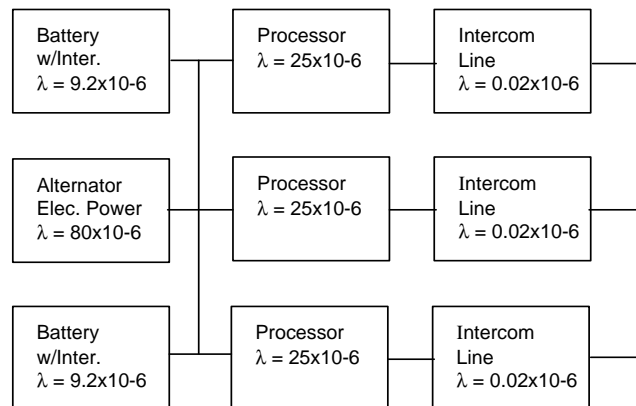 Battery
w/Inter.
λ = 9.2x10-6
Processor
λ = 25x10-6
Intercom
Line
λ = 0.02x10-6
Alternator
Elec. Power
λ = 80x10-6
Processor
λ = 25x10-6
Intercom
Line
λ = 0.02x10-6
Battery
w/Inter.
λ = 9.2x10-6
Processor
λ = 25x10-6
Intercom
Line
λ = 0.02x10-6